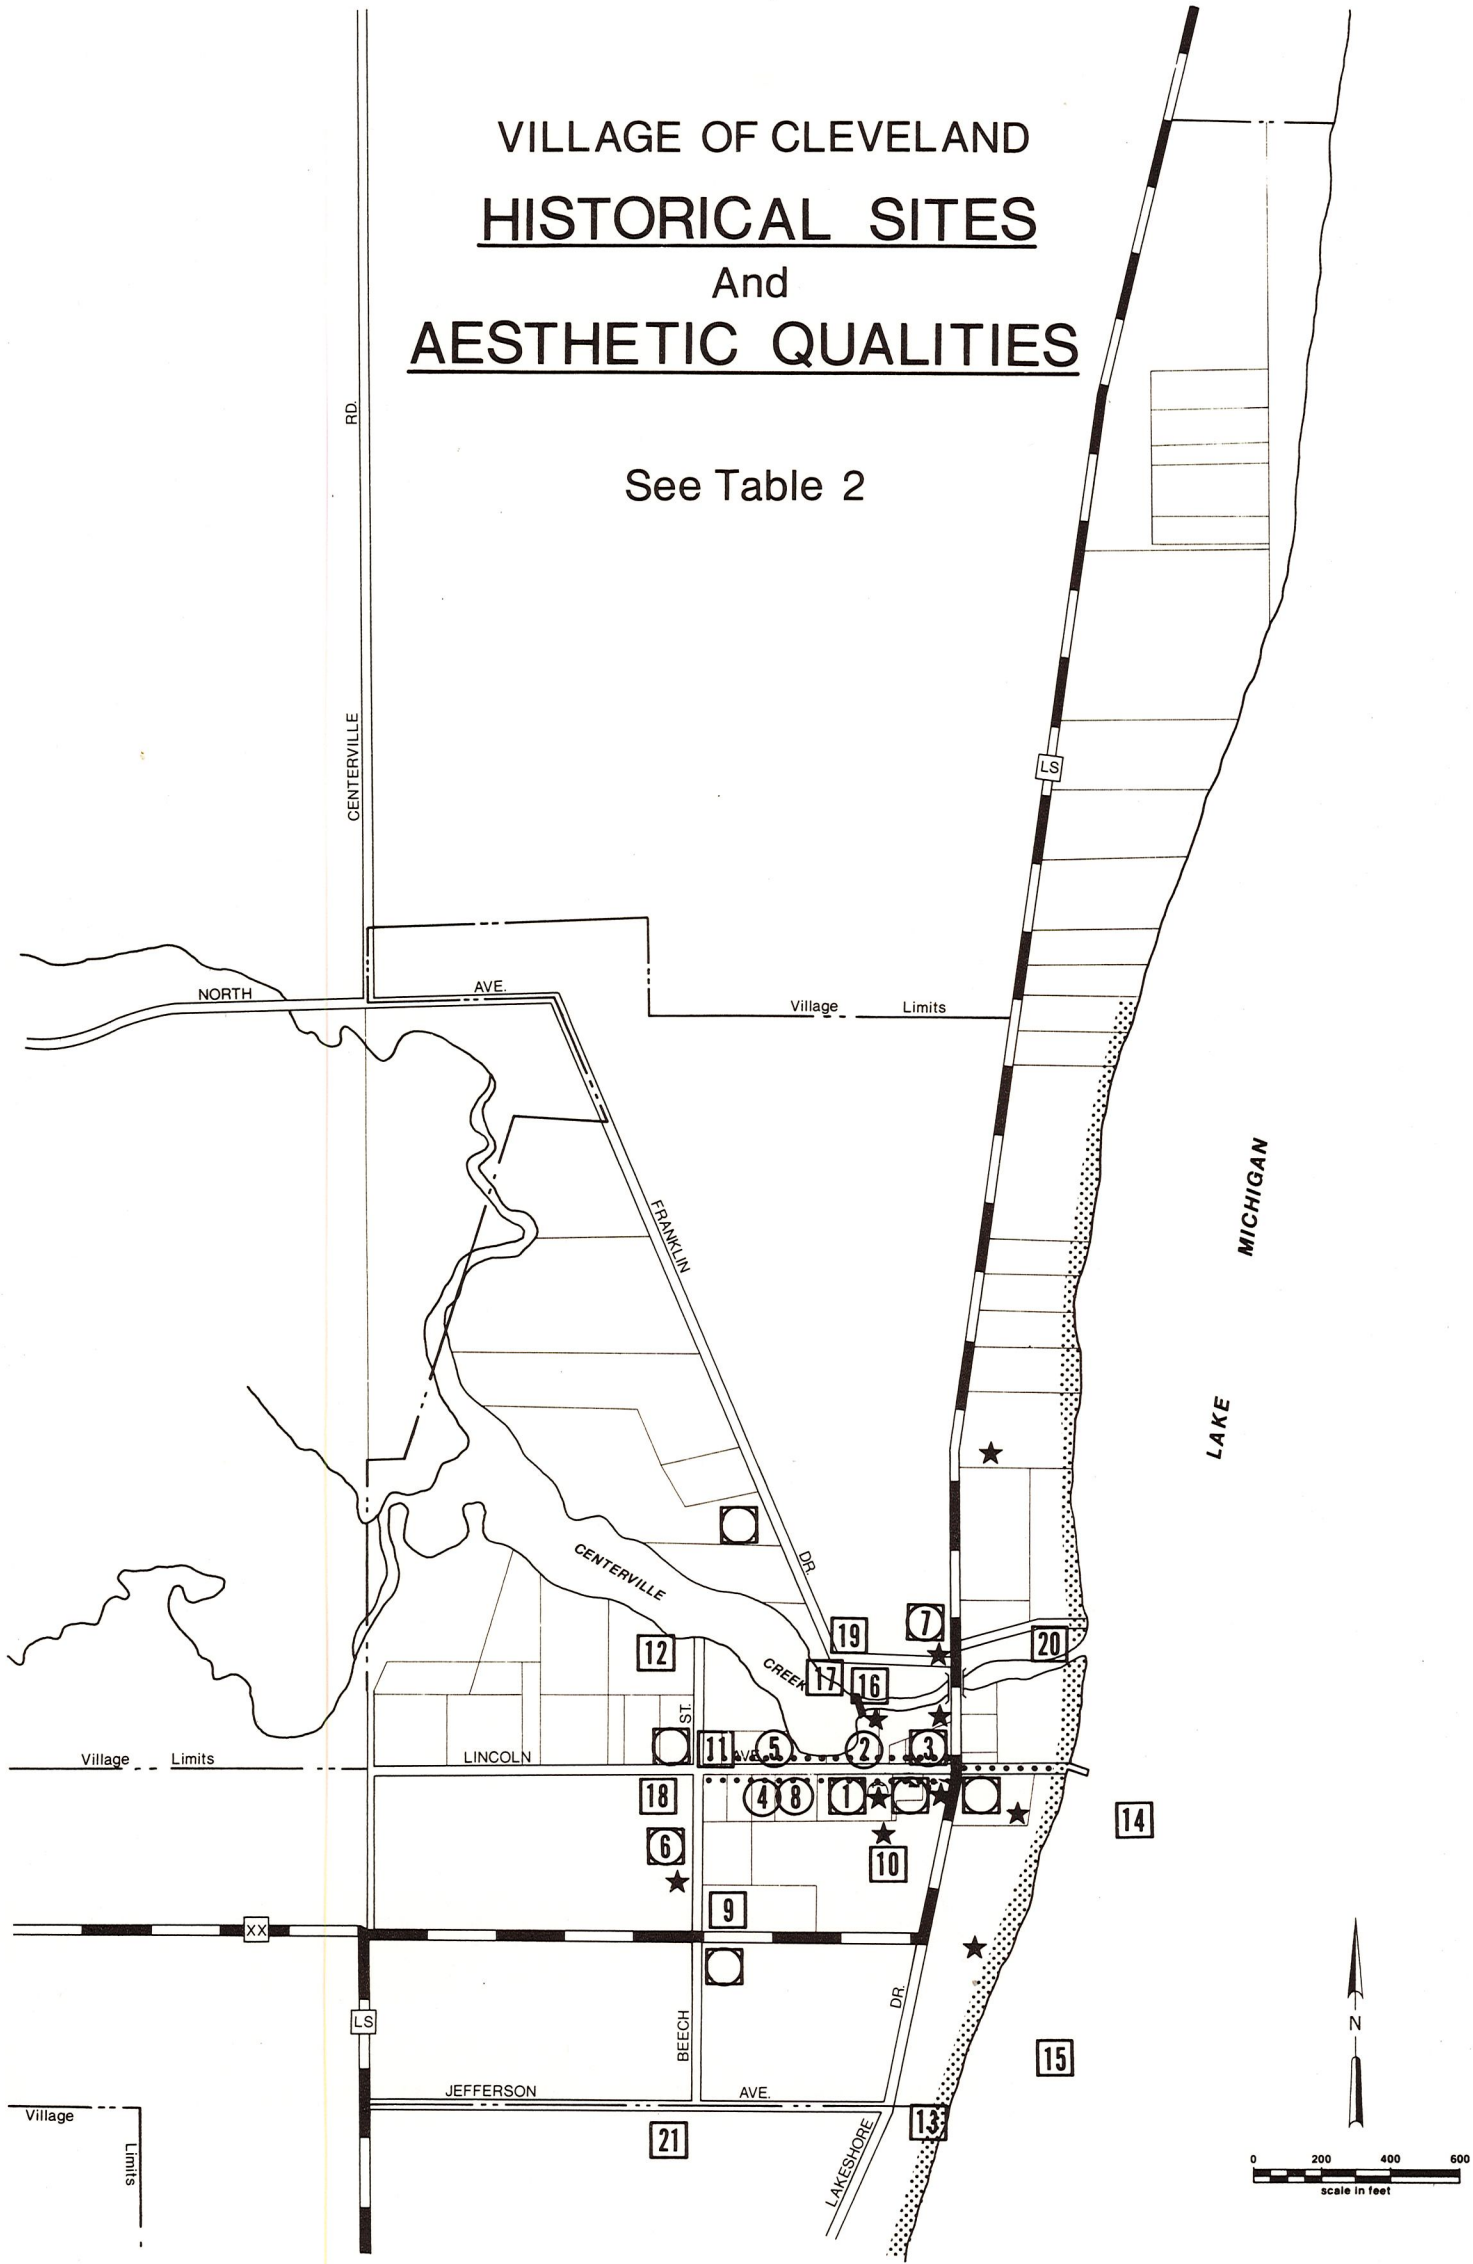 VILLAGE OF CLEVELAND
HISTORICAL SITES
And
AESTHETIC QUALITIES
See Table 2
RD.
CENTERVILLE
LS
NORTH
AVE.
Village Limits
FRANKLIN
MICHIGAN
LAKE
DR.
CENTERVILLE
CREEK
7
19
20
12
17
16
ST.
Village Limits
LINCOLN
11
AVE.
5
2
3
18
4
8
1
14
6
10
9
XX
LS
BEECH
DR.
15
N
JEFFERSON
AVE.
Village
Limits
21
13
LAKESHORE
0 200 400 600
scale in feet